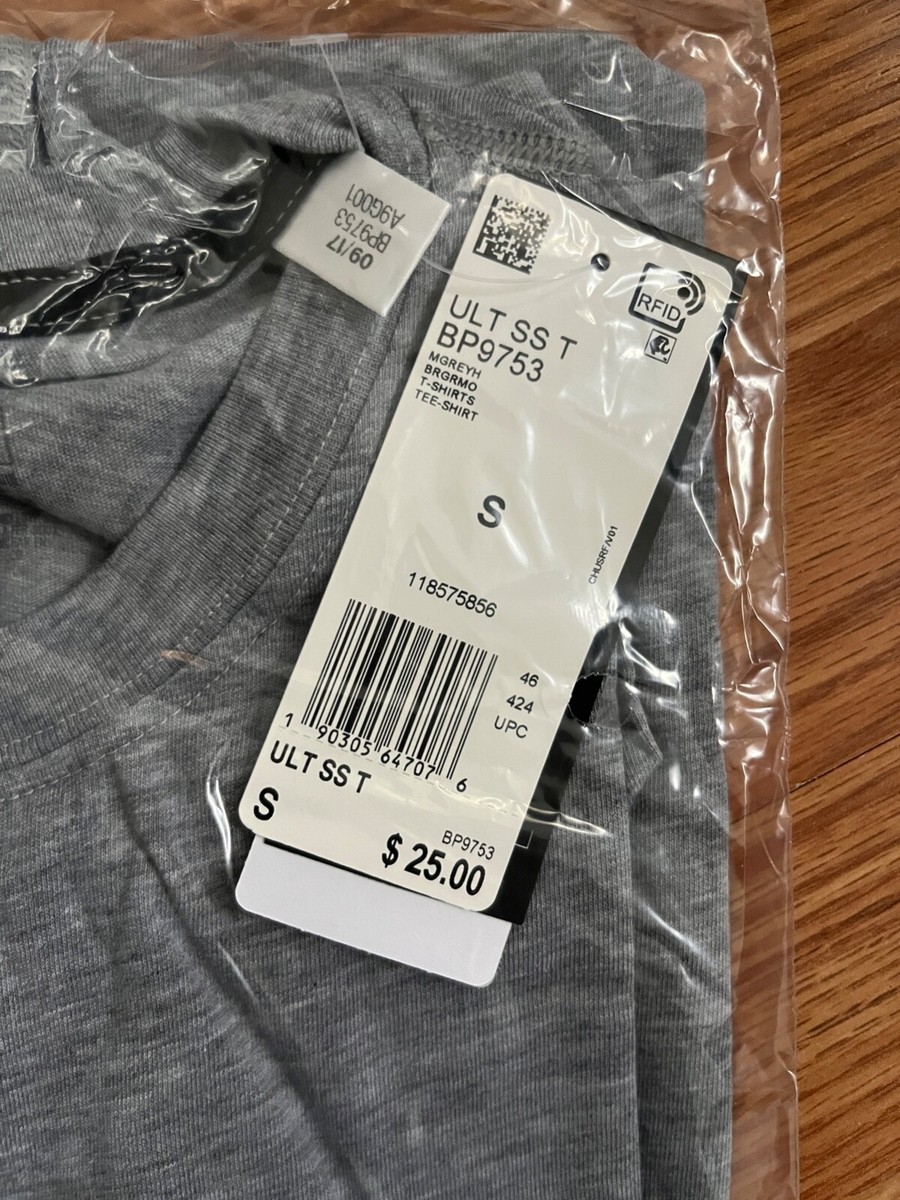 09/17
BP9753
A9G001
RFID
ULT SS T
BP9753
MGREYH
BRGRMO
T-SHIRTS
TEE-SHIRT
S
CHUSRF/V01
118575856
46
424
UPC
1 90305 64707 6
ULT SS T
S
BP9753
$ 25.00